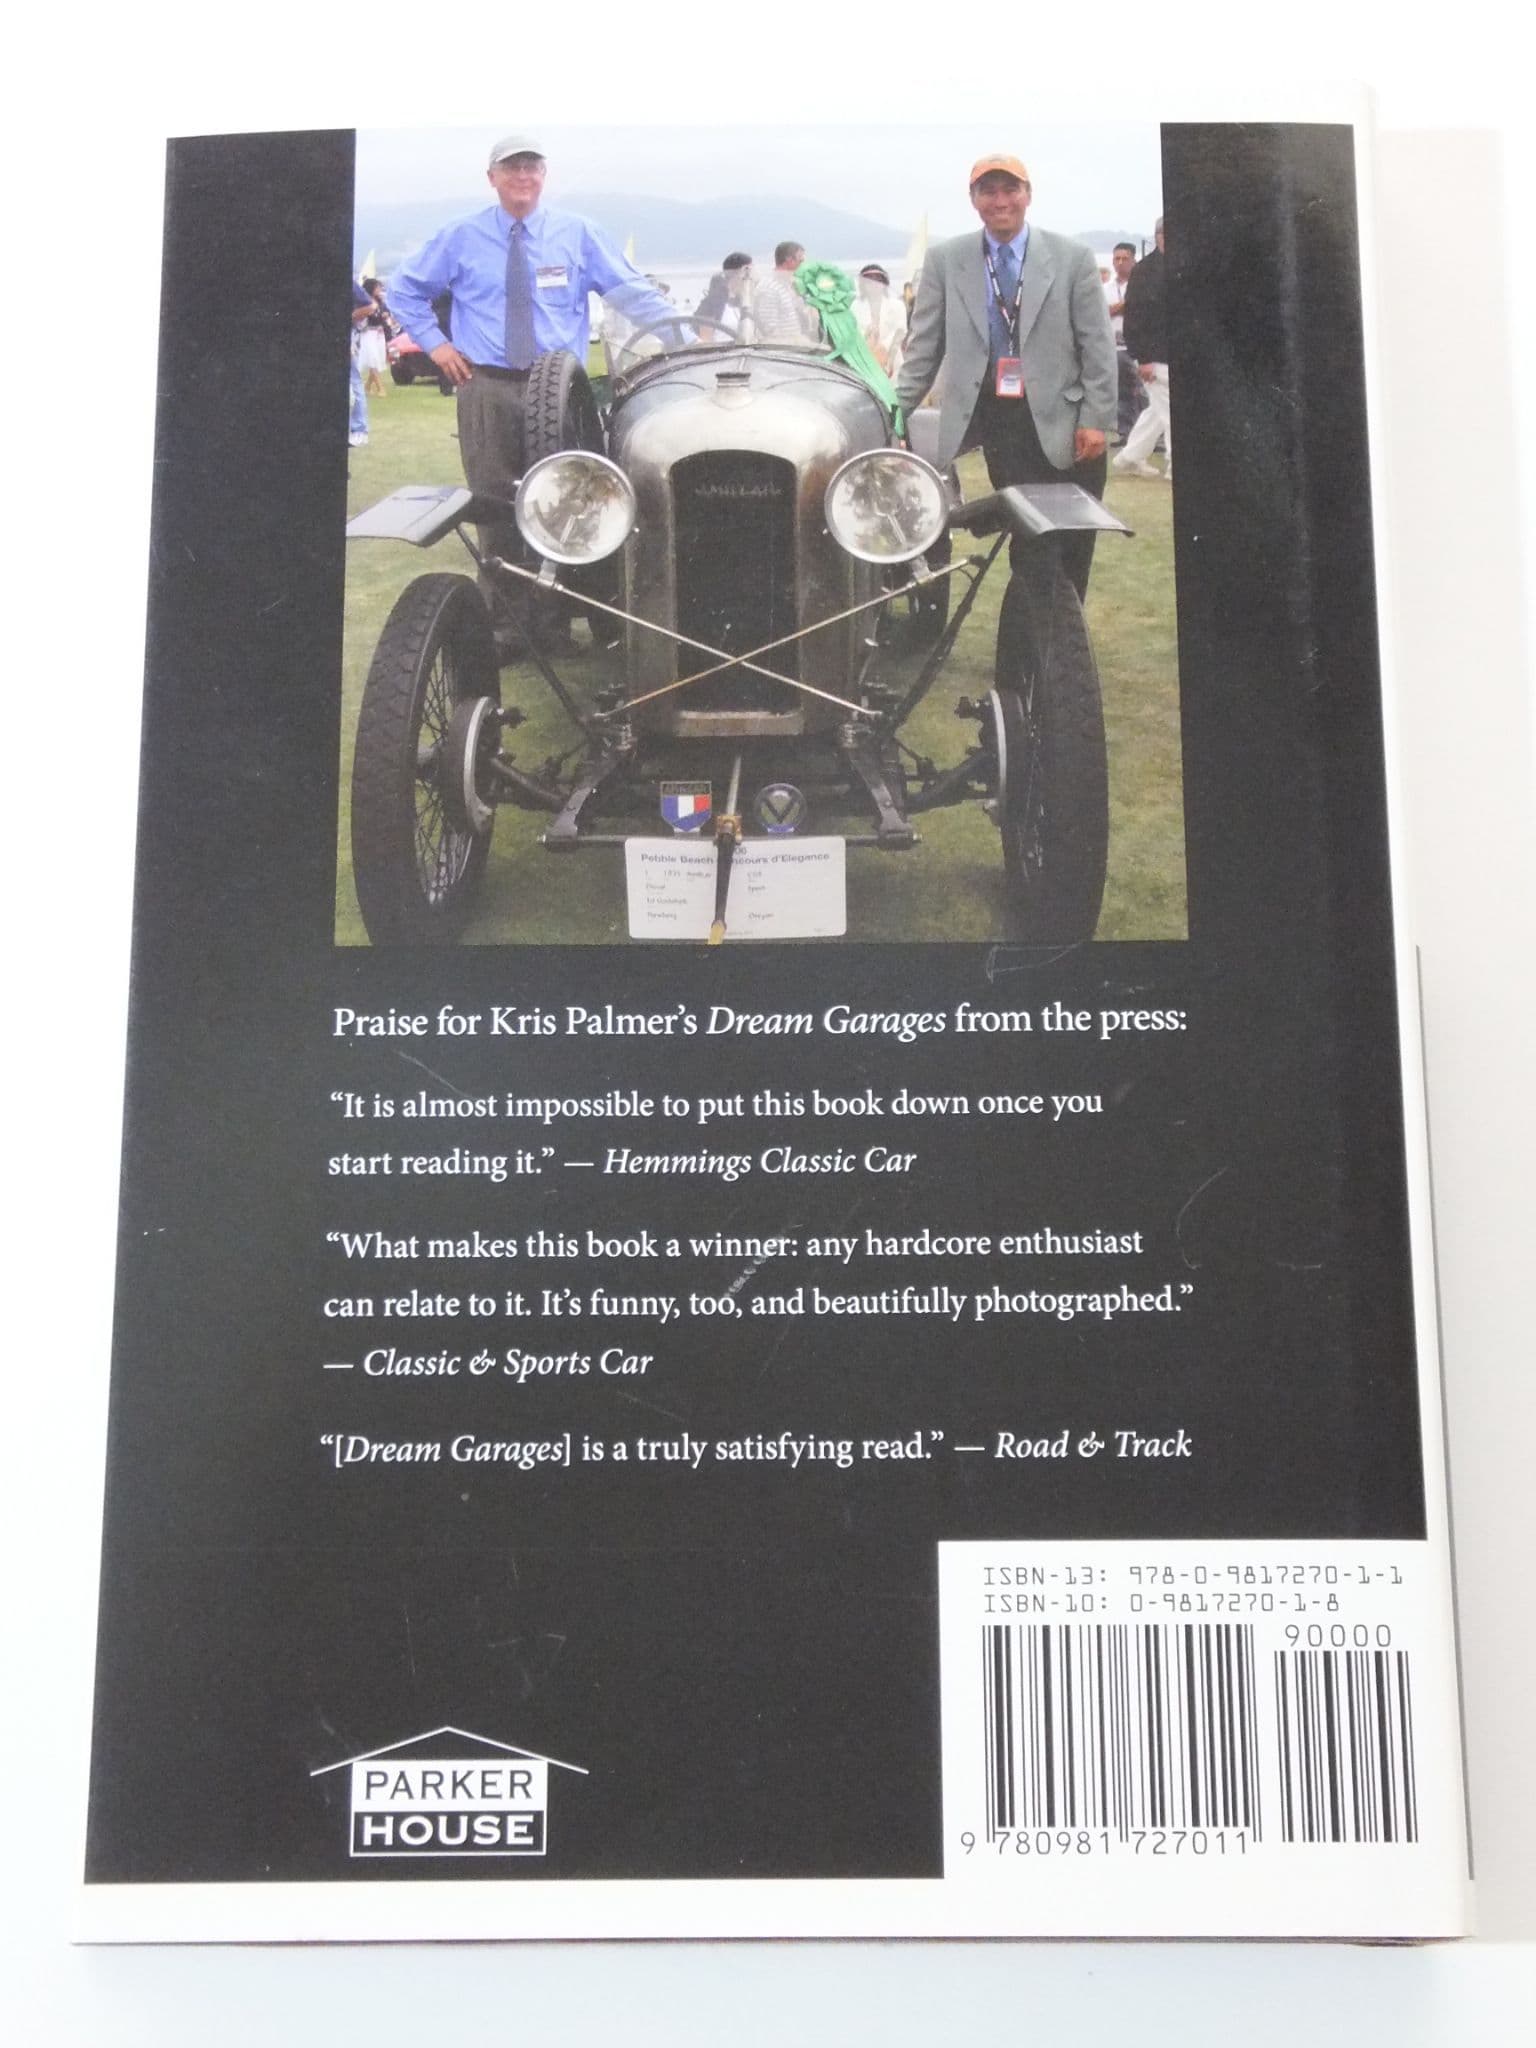 AMILCAR
Pebble Beach Concours d'Elegance
Praise for Kris Palmer's Dream Garages from the press:
“It is almost impossible to put this book down once you
start reading it.” — Hemmings Classic Car
“What makes this book a winner: any hardcore enthusiast
can relate to it. It's funny, too, and beautifully photographed.”
— Classic & Sports Car
“[Dream Garages] is a truly satisfying read.” — Road & Track
ISBN-13: 978-0-9817270-1-1
ISBN-10: 0-9817270-1-8
90000
9 780981 727011
PARKER
HOUSE